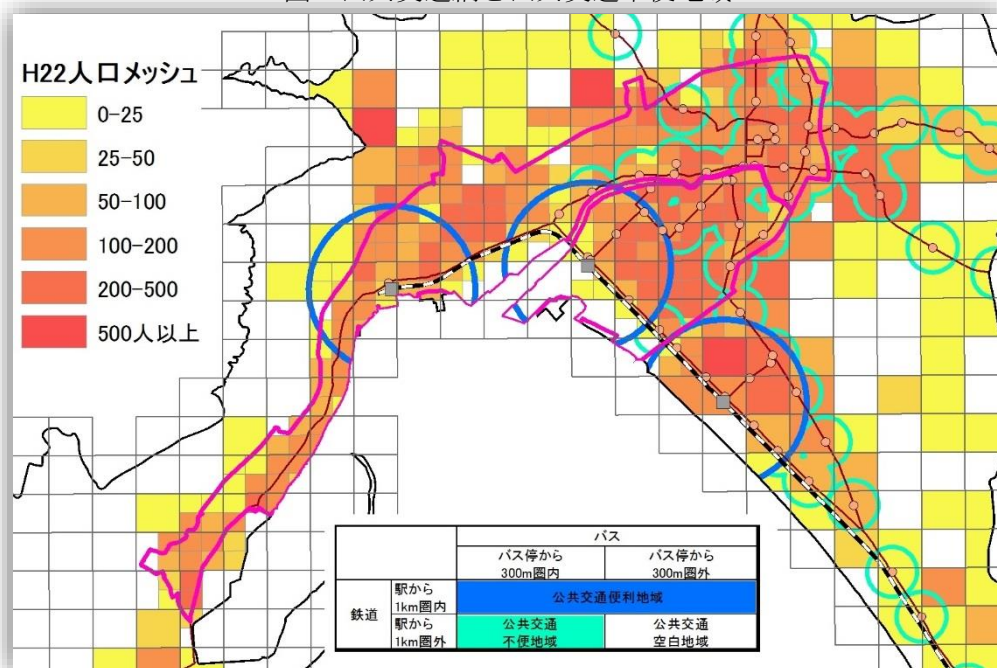 H22人口メッシュ
0-25
25-50
50-100
100-200
200-500
500人以上
バス
バス停から
300m圏内
バス停から
300m圏外
鉄道
駅から
1km圏内
公共交通便利地域
駅から
1km圏外
公共交通
不便地域
公共交通
空白地域